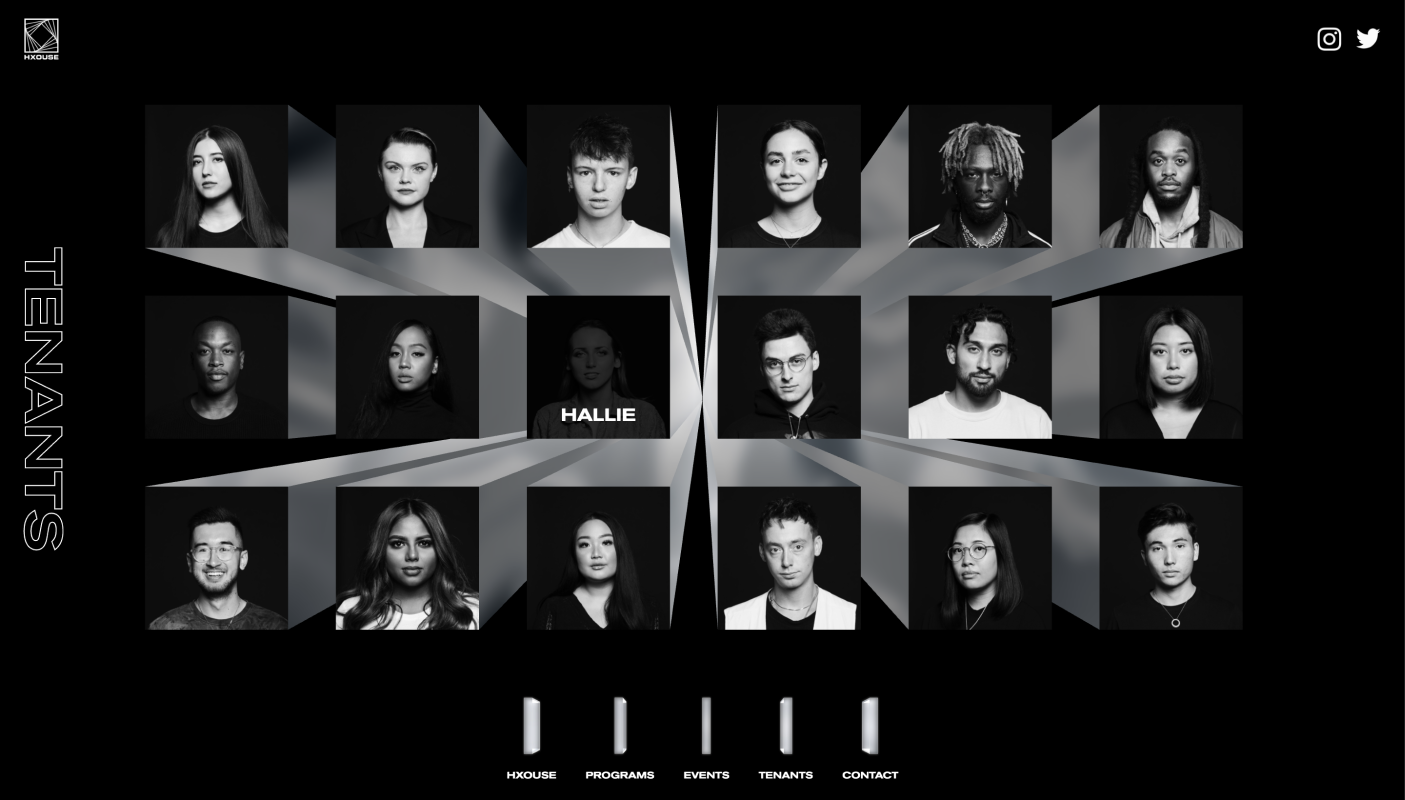 HXOUSE
TENANTS
HALLIE
HXOUSE
PROGRAMS
EVENTS
TENANTS
CONTACT